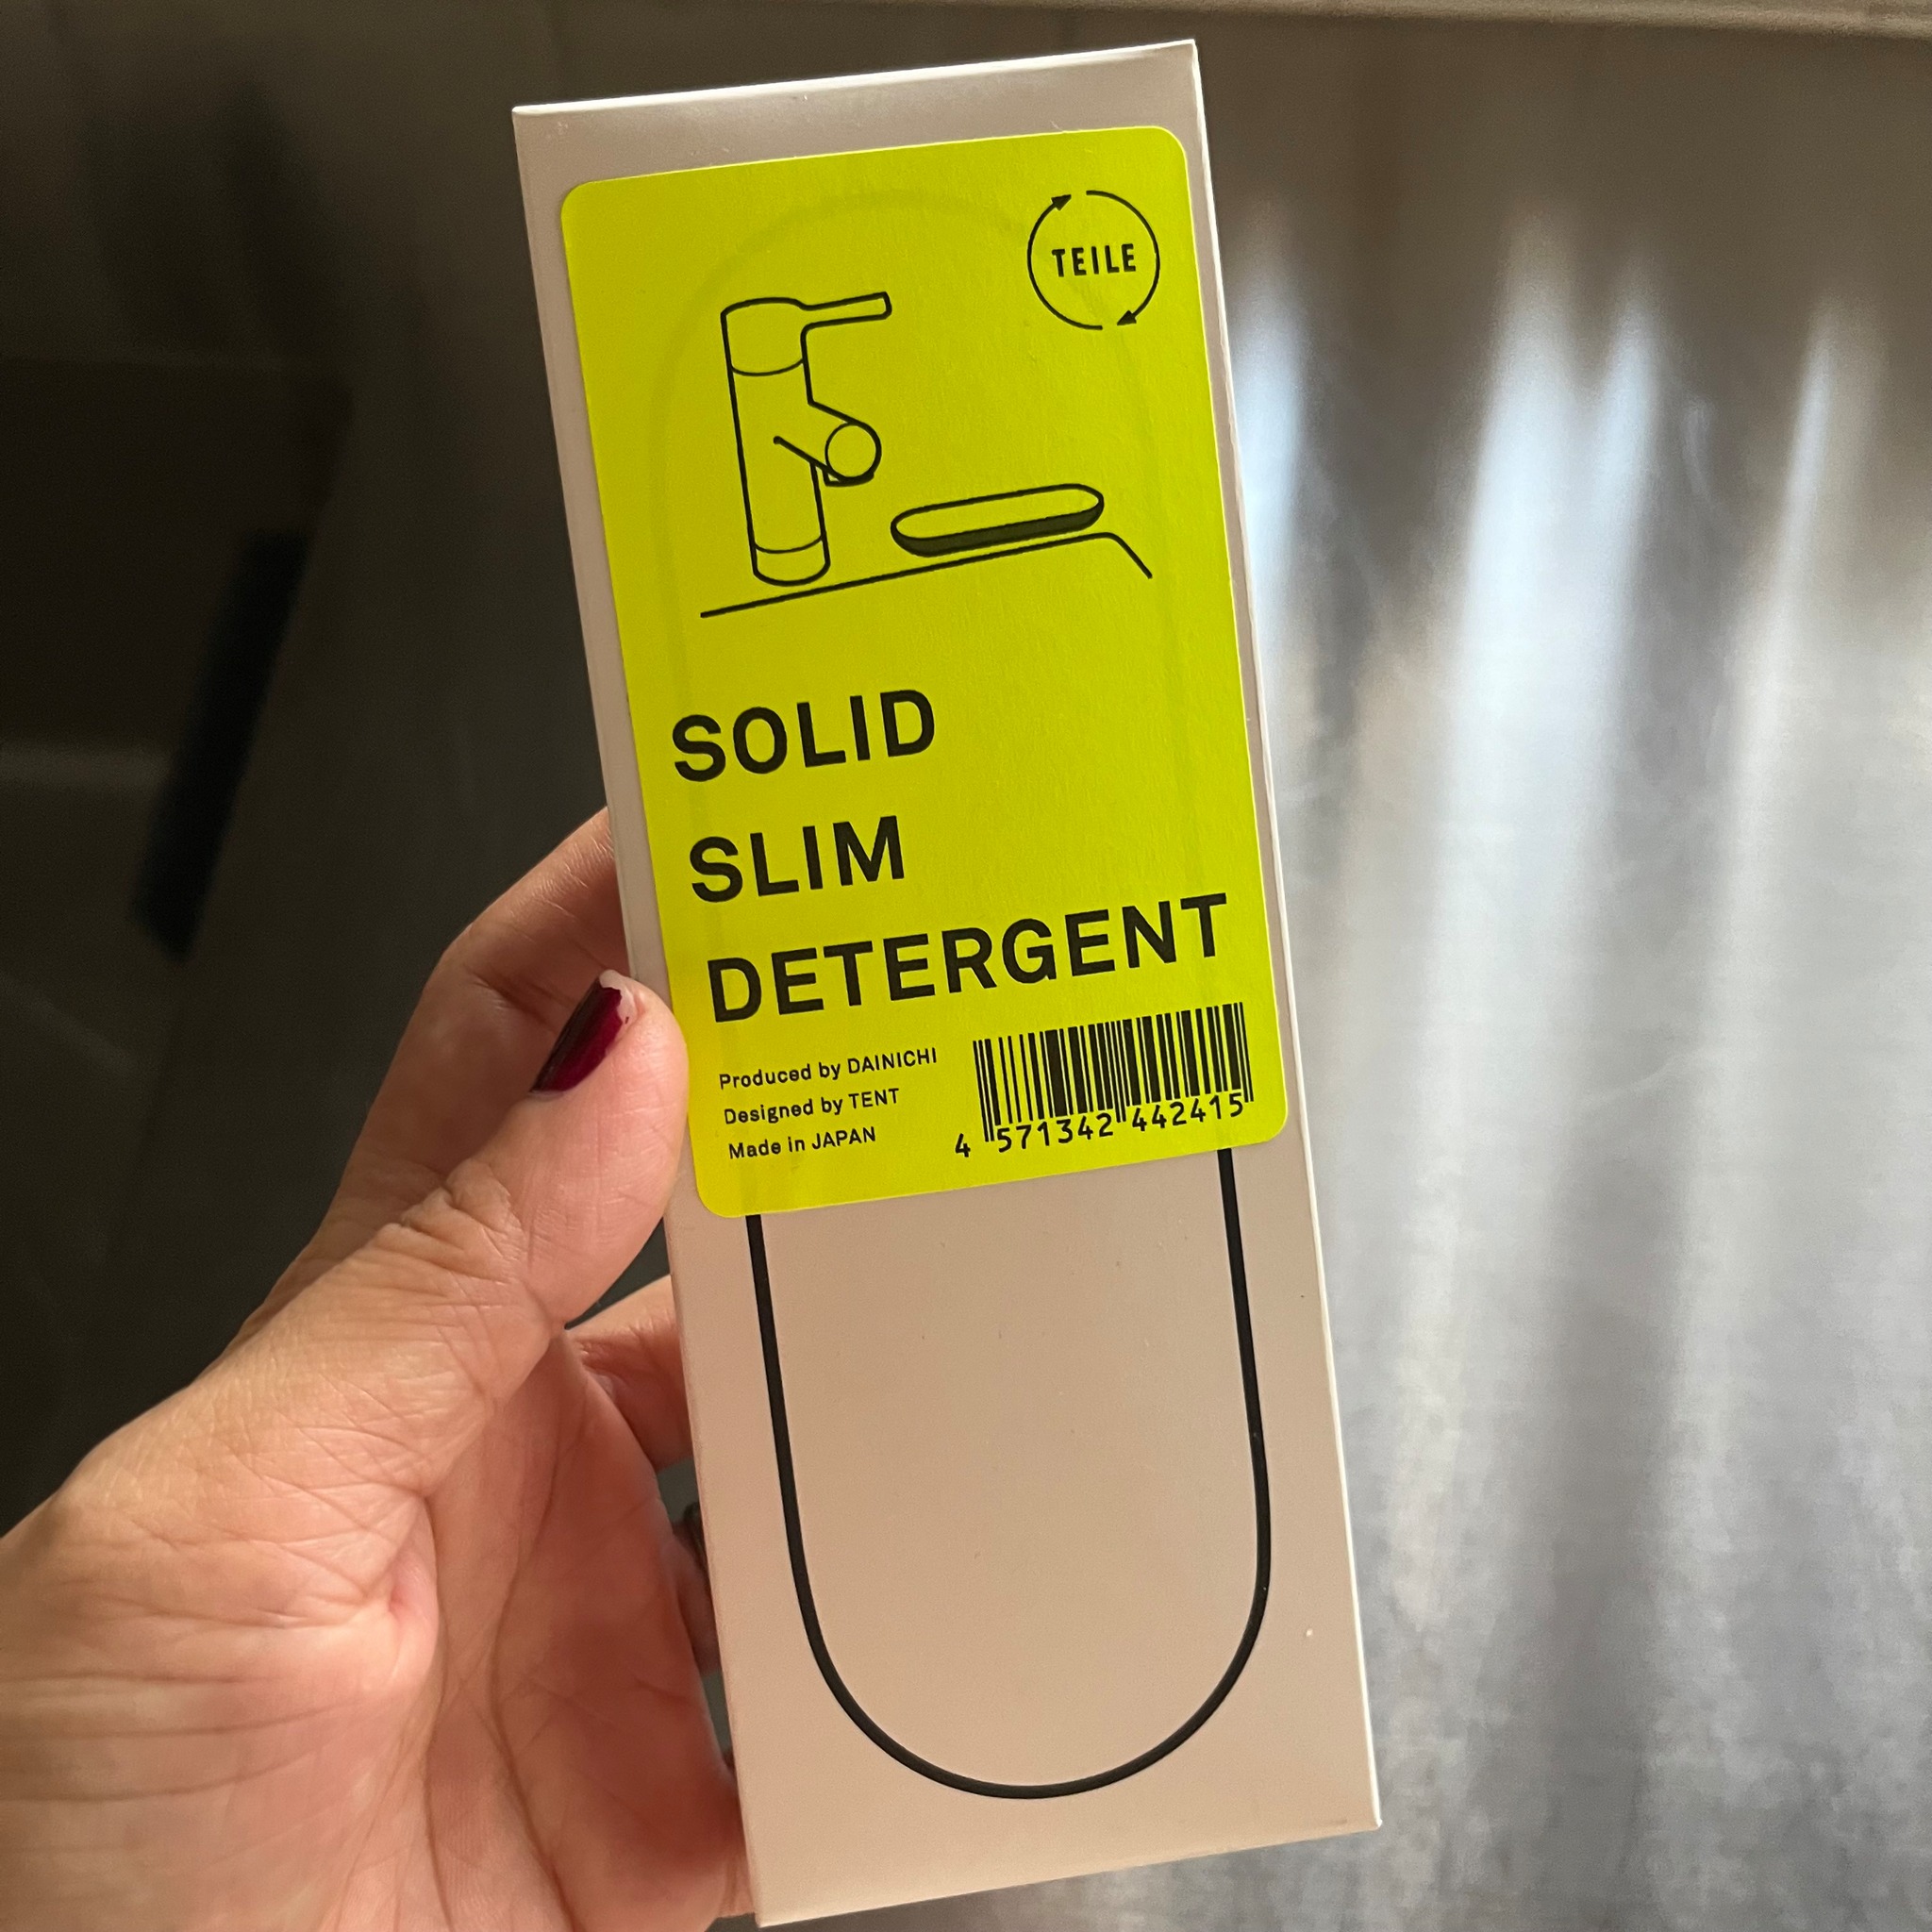 TEILE
SOLID
SLIM
DETERGENT
Produced by DAINICHI
Designed by TENT
Made in JAPAN
4 571342 442415